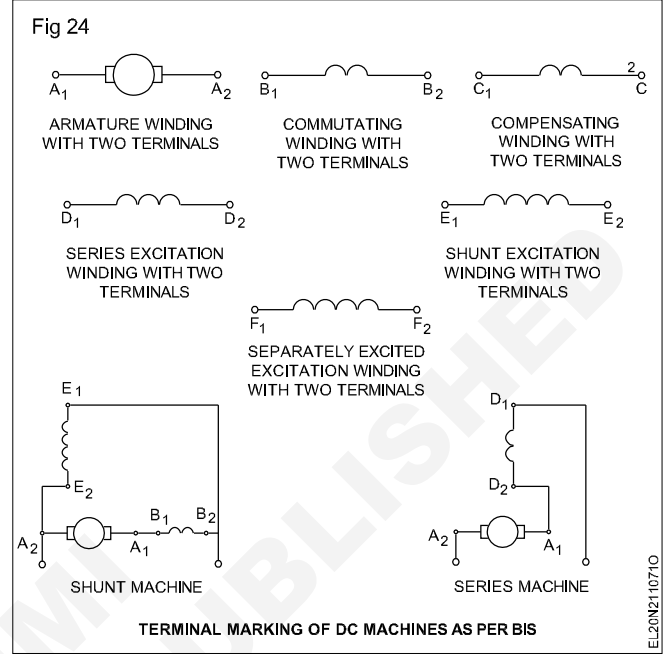 Fig 24
A1 A2 B1 B2 C1 2 C
ARMATURE WINDING
WITH TWO TERMINALS
COMMUTATING
WINDING WITH
TWO TERMINALS
COMPENSATING
WINDING WITH
TWO TERMINALS
D1 D2 E1 E2
SERIES EXCITATION
WINDING WITH TWO
TERMINALS
SHUNT EXCITATION
WINDING WITH TWO
TERMINALS
F1 F2
SEPARATELY EXCITED
EXCITATION WINDING
WITH TWO TERMINALS
E1
E2
A2 A1 B1 B2
SHUNT MACHINE
D1
D2
A2 A1
SERIES MACHINE
TERMINAL MARKING OF DC MACHINES AS PER BIS
EL20N211071O
UBLISHED